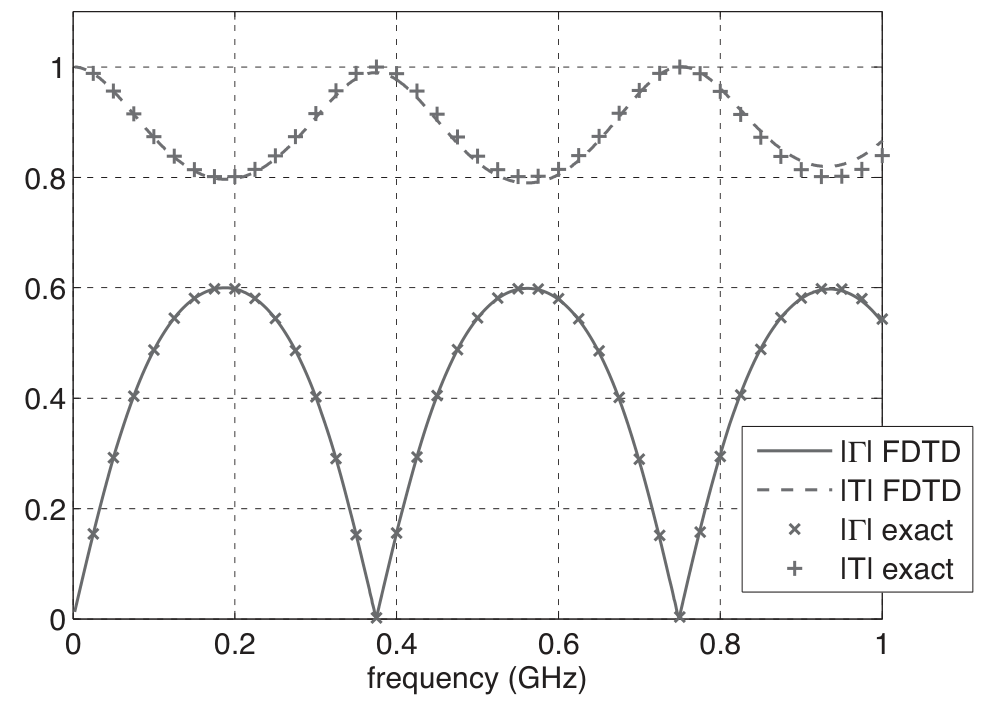 1
0.8
0.6
0.4
0.2
0
0 0.2 0.4 0.6 0.8 1
frequency (GHz)
|Γ| FDTD
|T| FDTD
|Γ| exact
|T| exact